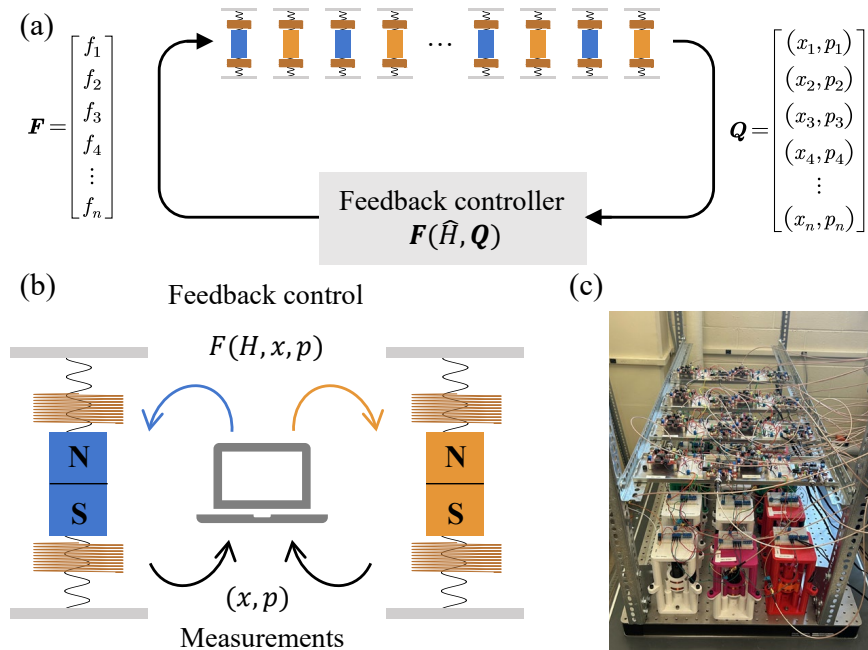 (a)
F = [f₁ f₂ f₃ f₄ ⋮ fₙ]
⋯
Q = [(x₁, p₁) (x₂, p₂) (x₃, p₃) (x₄, p₄) ⋮ (xₙ, pₙ)]
Feedback controller
F(Ĥ, Q)
(b)
Feedback control
F(H, x, p)
N
S
N
S
(x, p)
Measurements
(c)